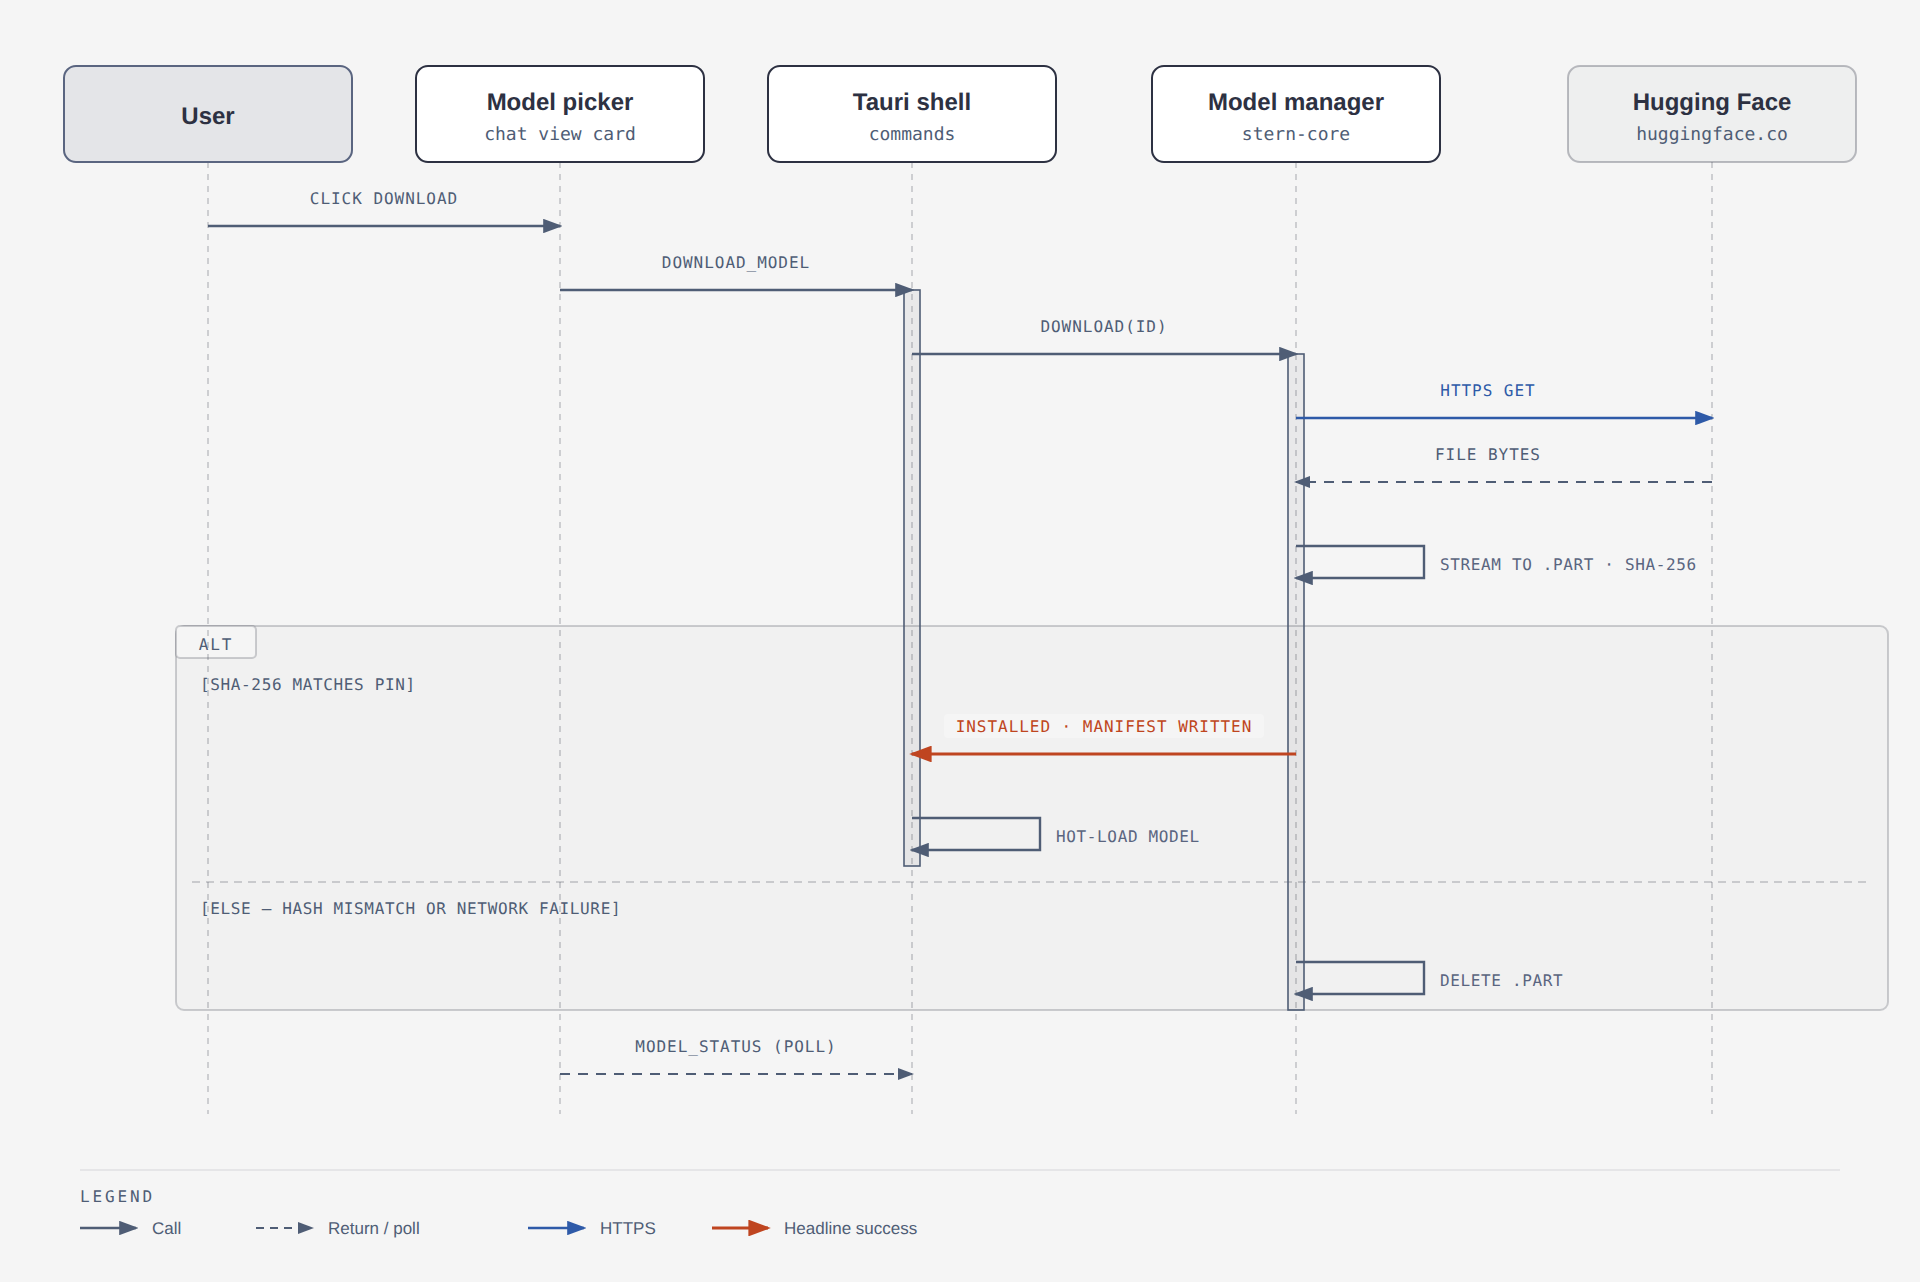 User
Model picker
chat view card
Tauri shell
commands
Model manager
stern-core
Hugging Face
huggingface.co
CLICK DOWNLOAD
DOWNLOAD_MODEL
DOWNLOAD(ID)
HTTPS GET
FILE BYTES
STREAM TO .PART · SHA-256
ALT
[SHA-256 MATCHES PIN]
INSTALLED · MANIFEST WRITTEN
HOT-LOAD MODEL
[ELSE — HASH MISMATCH OR NETWORK FAILURE]
DELETE .PART
MODEL_STATUS (POLL)
LEGEND
Call
Return / poll
HTTPS
Headline success